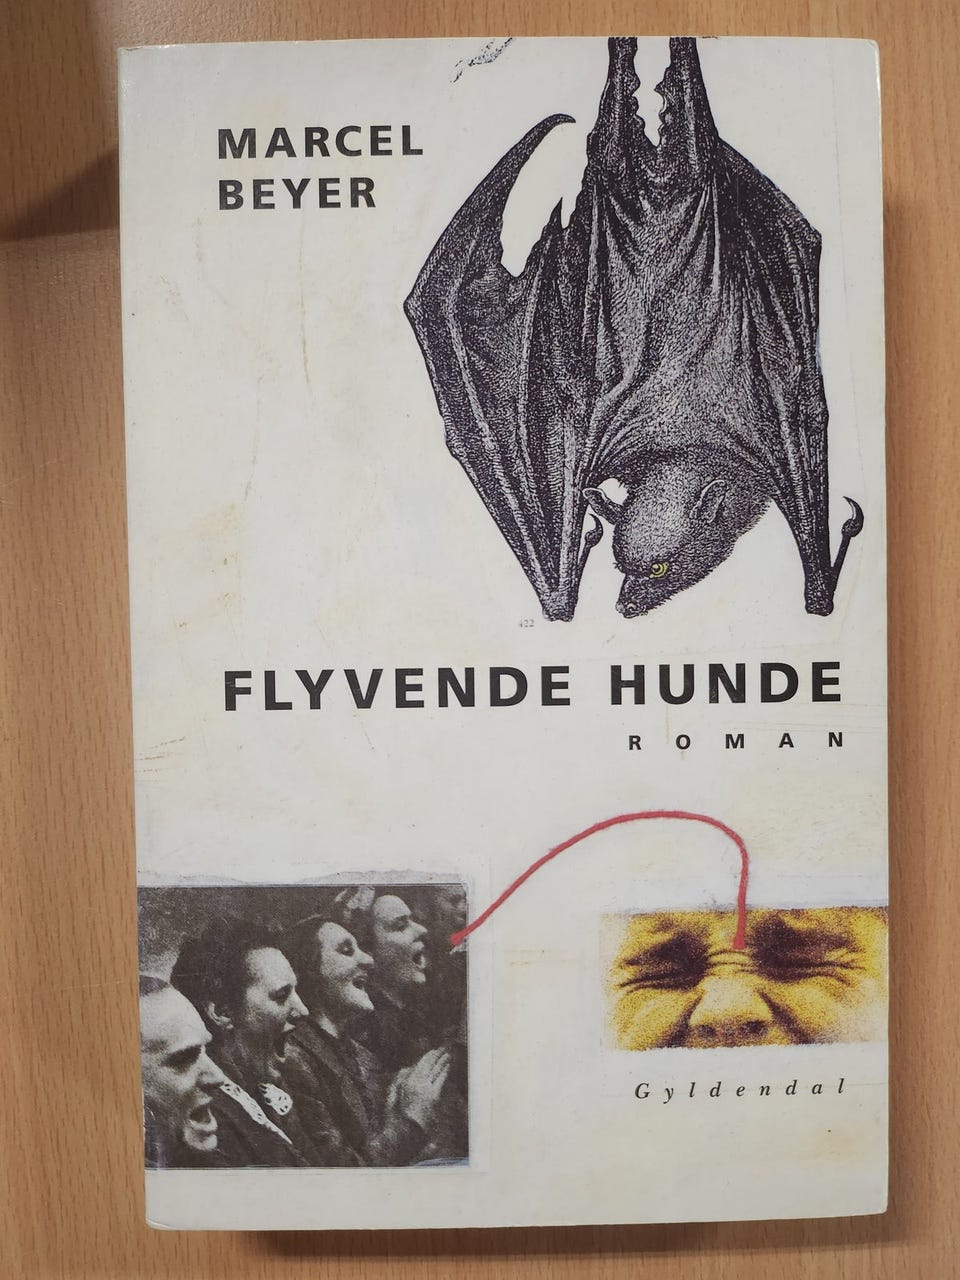 MARCEL
BEYER
422
FLYVENDE HUNDE
ROMAN
Gyldendal